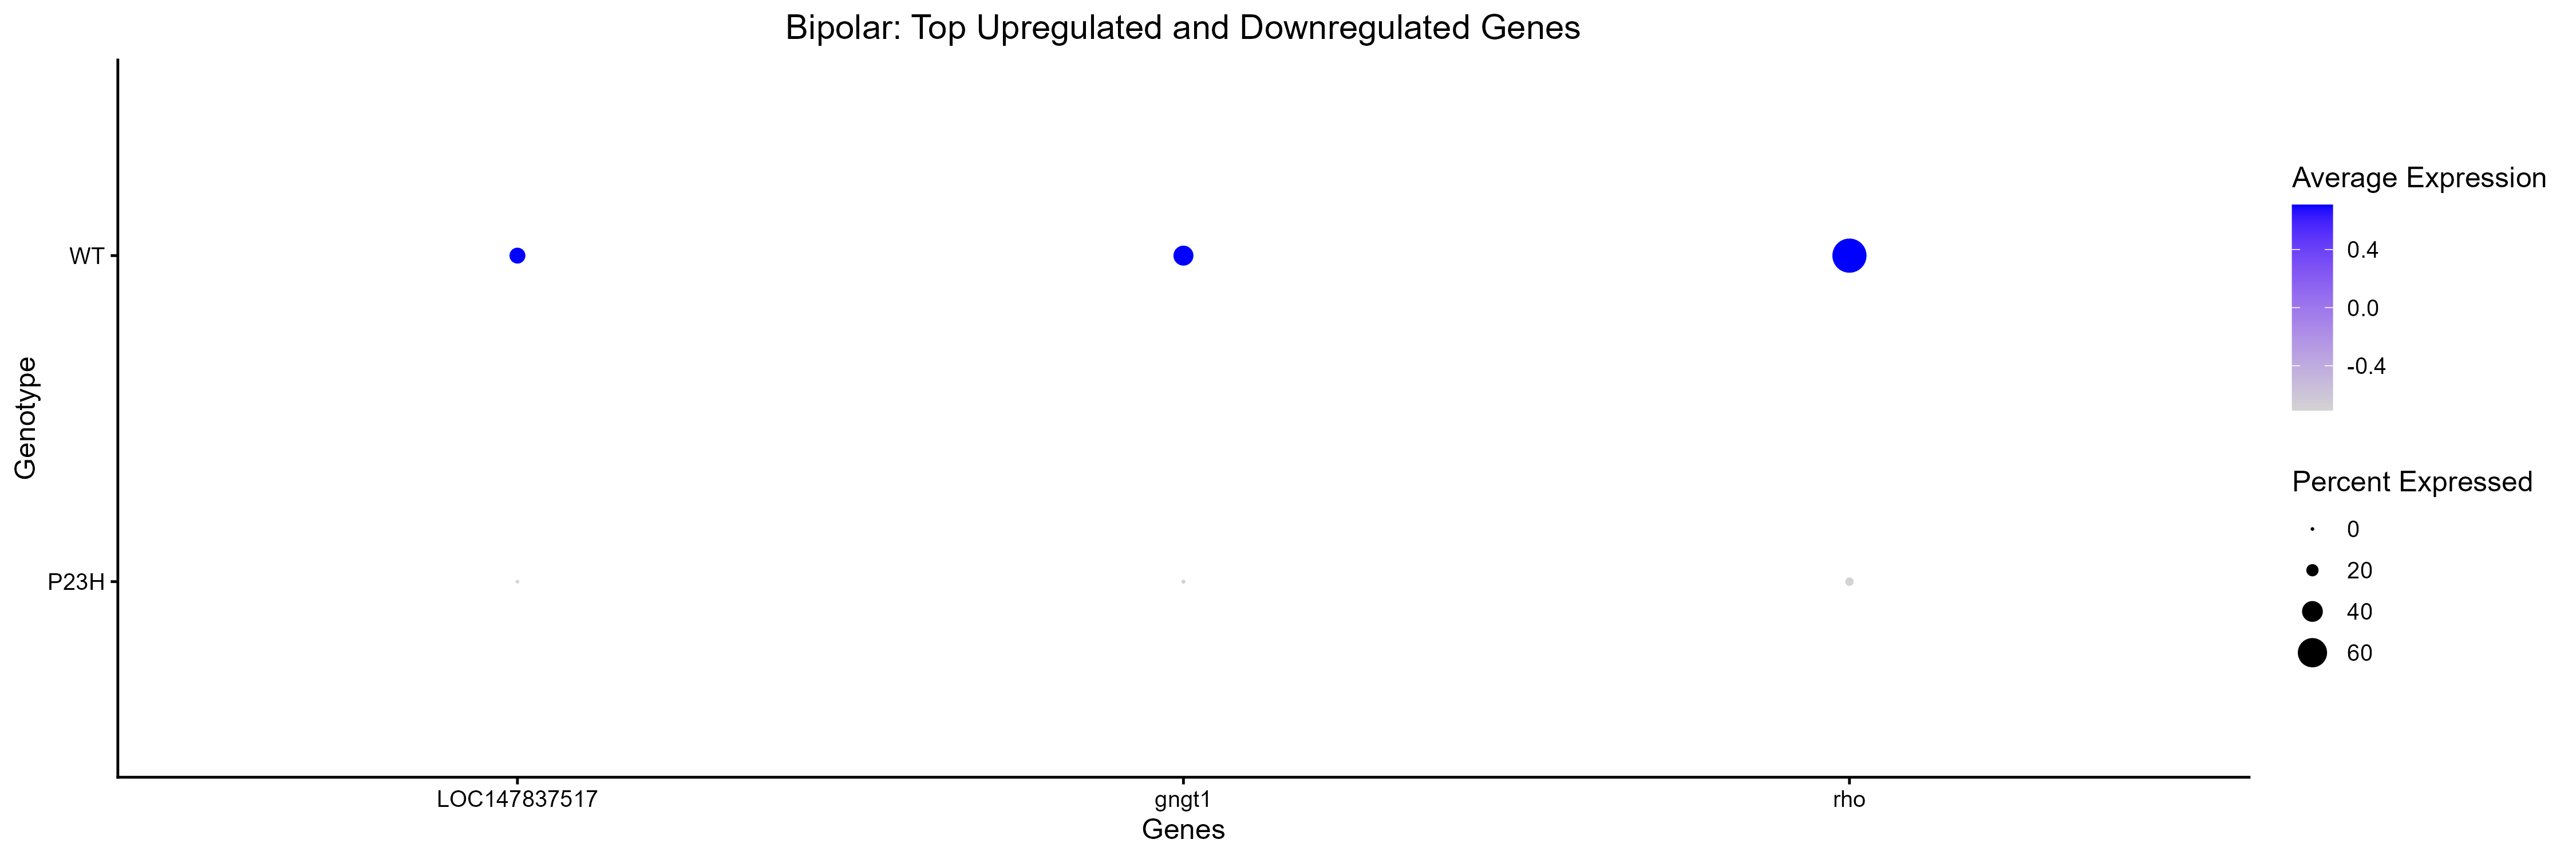 Bipolar: Top Upregulated and Downregulated Genes
Genotype
WT
P23H
LOC147837517
gngt1
rho
Genes
Average Expression
0.4
0.0
-0.4
Percent Expressed
0
20
40
60